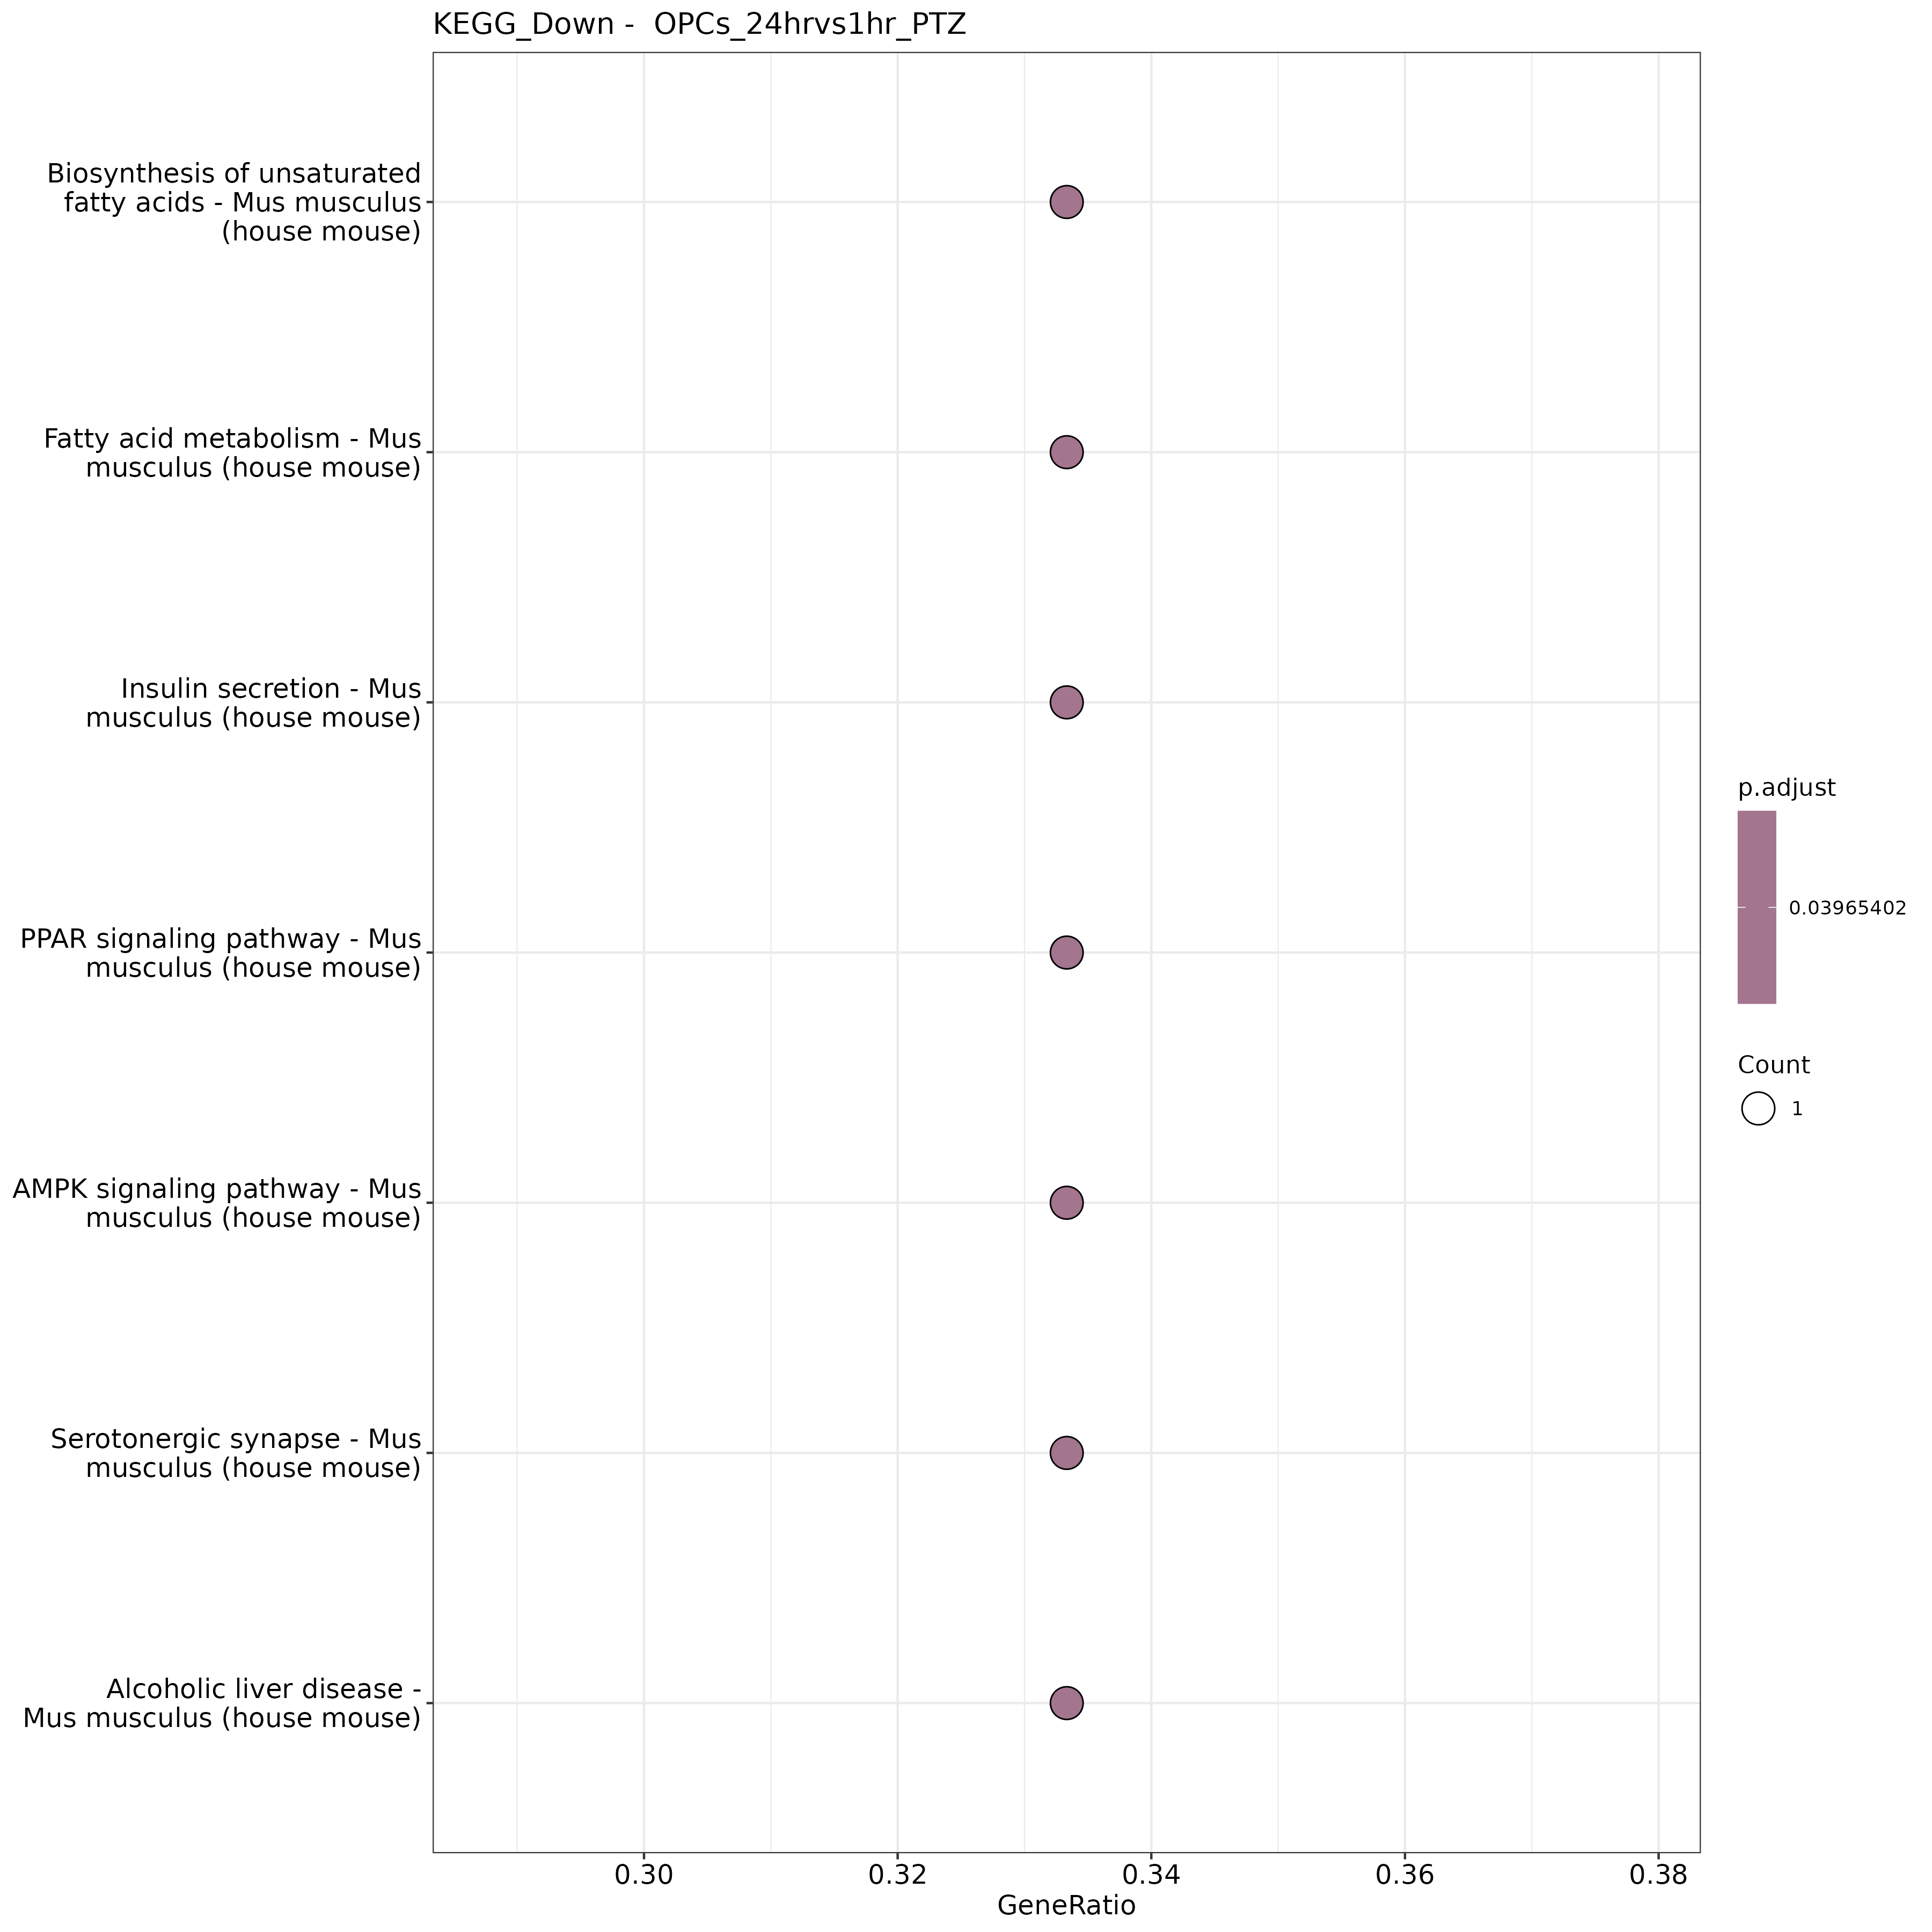 KEGG_Down -  OPCs_24hrvs1hr_PTZ
Biosynthesis of unsaturated
fatty acids - Mus musculus
(house mouse)
Fatty acid metabolism - Mus
musculus (house mouse)
Insulin secretion - Mus
musculus (house mouse)
PPAR signaling pathway - Mus
musculus (house mouse)
AMPK signaling pathway - Mus
musculus (house mouse)
Serotonergic synapse - Mus
musculus (house mouse)
Alcoholic liver disease -
Mus musculus (house mouse)
0.30 0.32 0.34 0.36 0.38
GeneRatio
p.adjust
0.03965402
Count
1